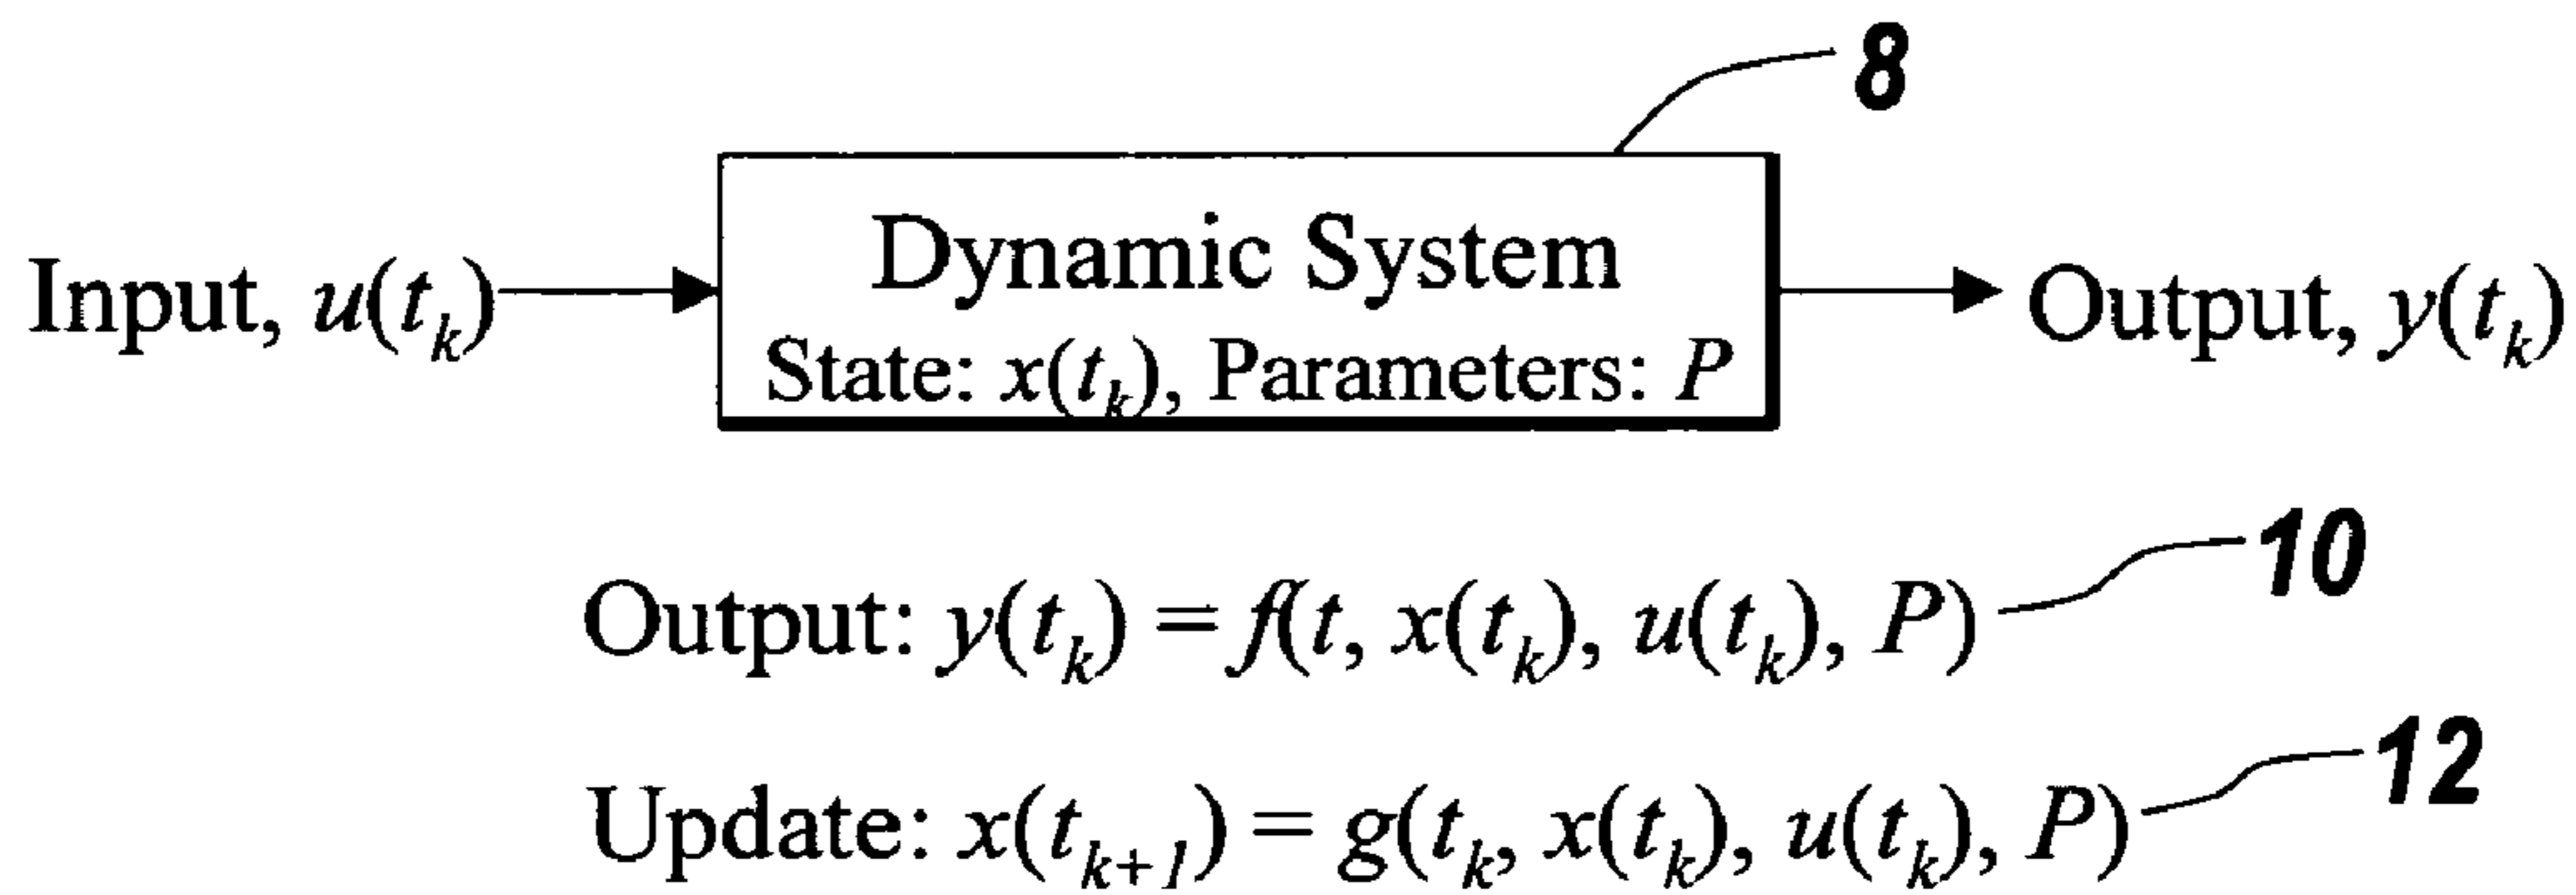 8
Dynamic System
Input, u(t_k)
State: x(t_k), Parameters: P
Output, y(t_k)
10
Output: y(t_k) = f(t, x(t_k), u(t_k), P)
12
Update: x(t_{k+1}) = g(t_k, x(t_k), u(t_k), P)